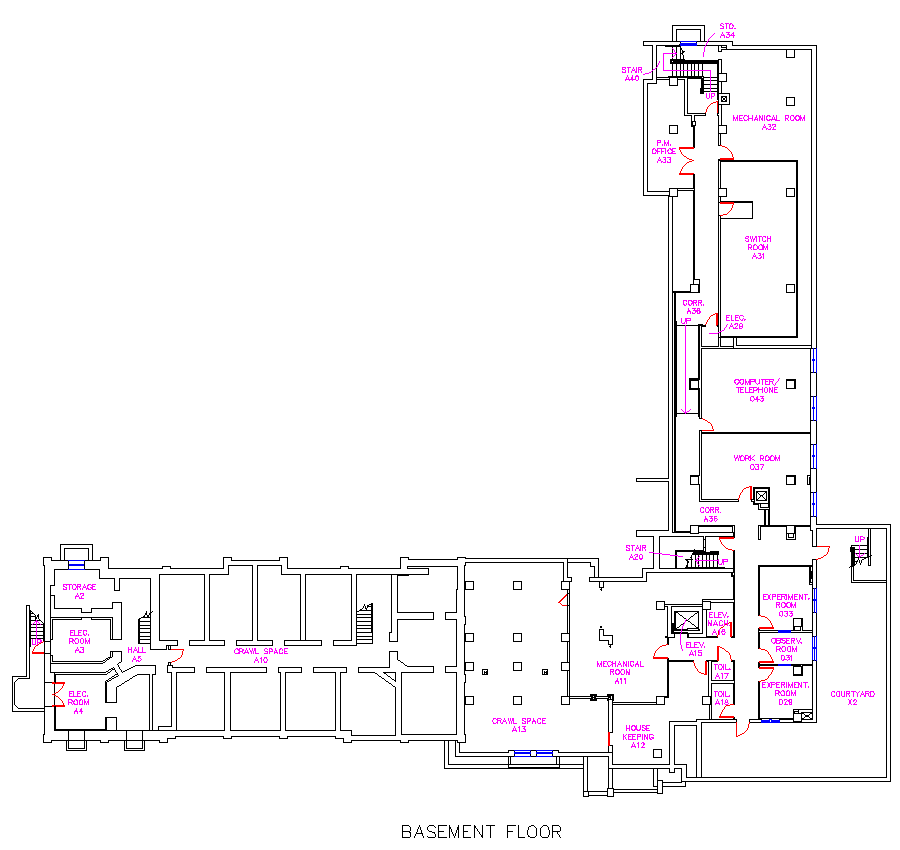 STO.
A34
STAIR
A40
UP
MECHANICAL ROOM
A32
P.M.
OFFICE
A33
SWITCH
ROOM
A31
CORR.
A36
UP
ELEC.
A29
COMPUTER/
TELEPHONE
043
WORK ROOM
037
CORR.
A36
STAIR
A20
UP
UP
STORAGE
A2
ELEC.
ROOM
A3
UP
HALL
A5
CRAWL SPACE
A10
ELEC.
ROOM
A4
EXPERIMENT.
ROOM
033
ELEV.
MACH.
A16
OBSERV.
ROOM
031
ELEV.
A15
MECHANICAL
ROOM
A11
TOIL.
A17
EXPERIMENT.
ROOM
029
TOIL.
COURTYARD
X2
CRAWL SPACE
A13
HOUSE
KEEPING
A12
BASEMENT FLOOR